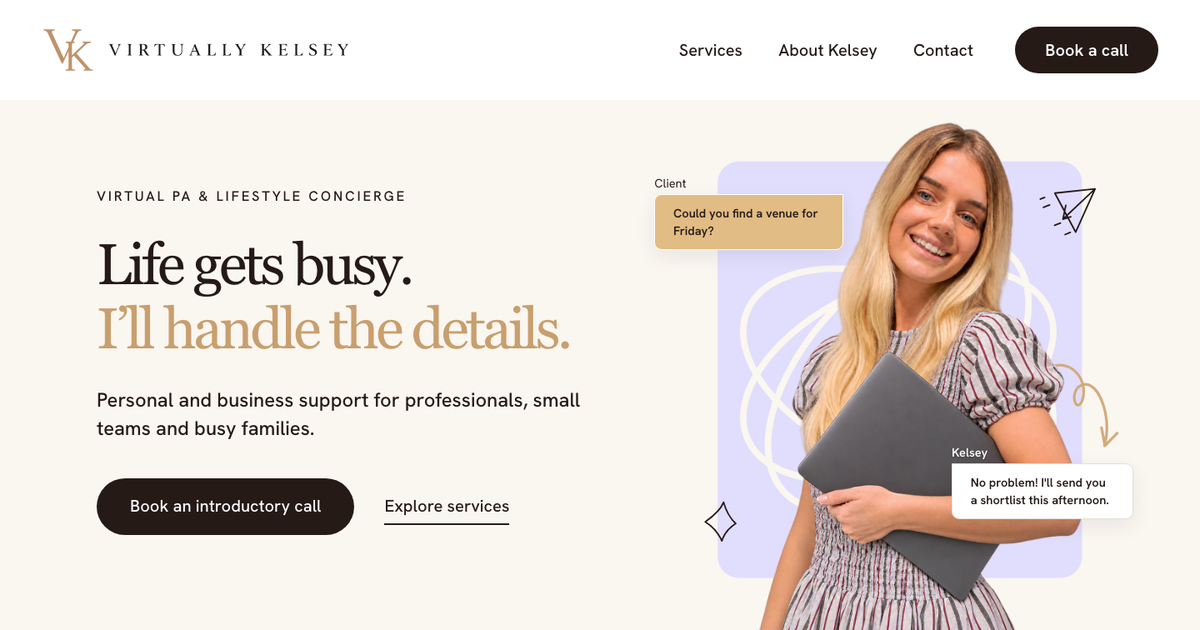 VK VIRTUALLY KELSEY
Services
About Kelsey
Contact
Book a call
VIRTUAL PA & LIFESTYLE CONCIERGE
Life gets busy.
I’ll handle the details.
Personal and business support for professionals, small
teams and busy families.
Book an introductory call
Explore services
Client
Could you find a venue for
Friday?
Kelsey
No problem! I'll send you
a shortlist this afternoon.